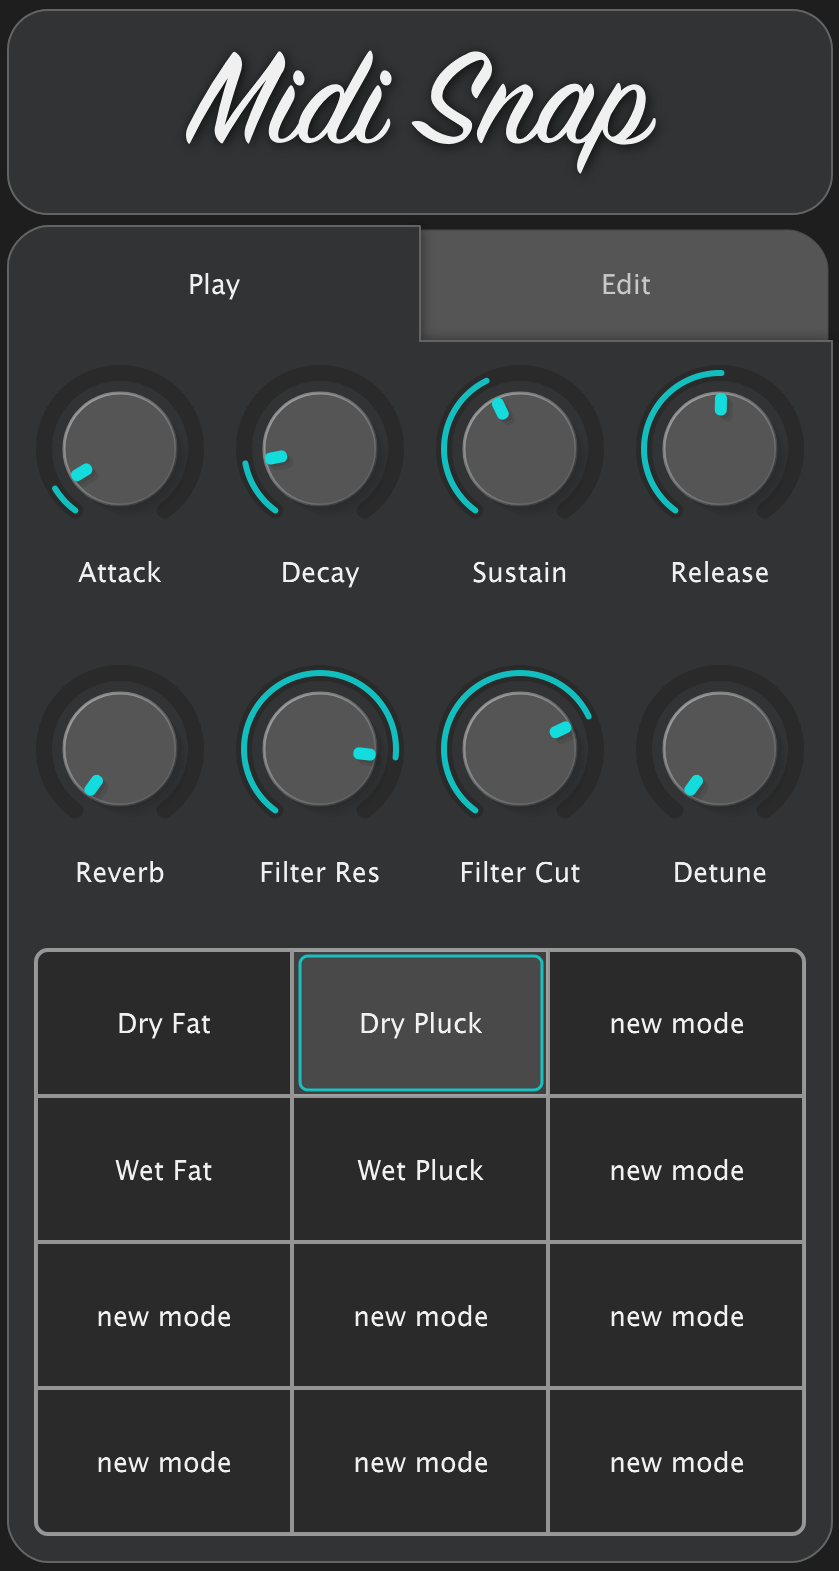 Midi Snap
Play Edit
Attack Decay Sustain Release
Reverb Filter Res Filter Cut Detune
Dry Fat Dry Pluck new mode
Wet Fat Wet Pluck new mode
new mode new mode new mode
new mode new mode new mode